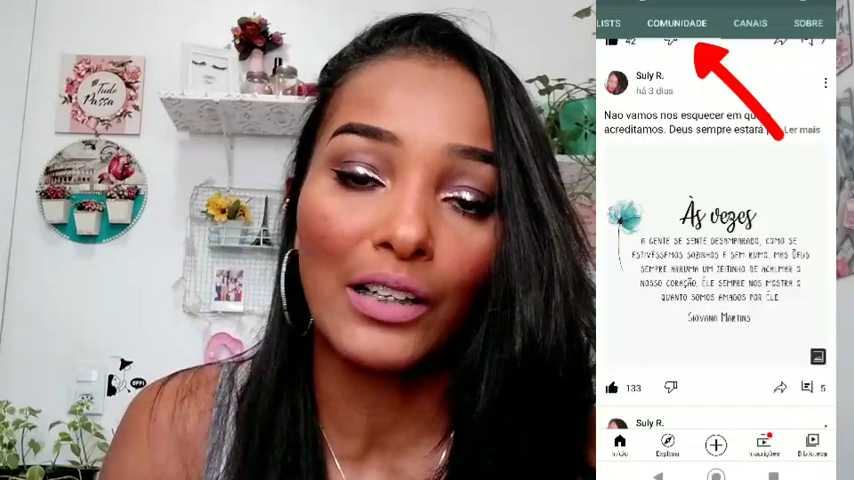 Tudo
Passa
OFF!
LISTS COMUNIDADE CANAIS SOBRE
42 7
Suly R.
há 3 dias
Não vamos nos esquecer em qu
acreditamos. Deus sempre estará Ler mais
Às vezes
A GENTE SE SENTE DESAMPARADO, COMO SE
ESTIVÉSSEMOS SOZINHOS E SEM RUMO, MAS DEUS
SEMPRE ARRUMA UM JEITINHO DE ACALMAR O
NOSSO CORAÇÃO, ELE SEMPRE NOS MOSTRA O
QUANTO SOMOS AMADOS POR ELE
GIOVANA MARTINS
133 5
Suly R.
Início Explorar Inscrições Biblioteca